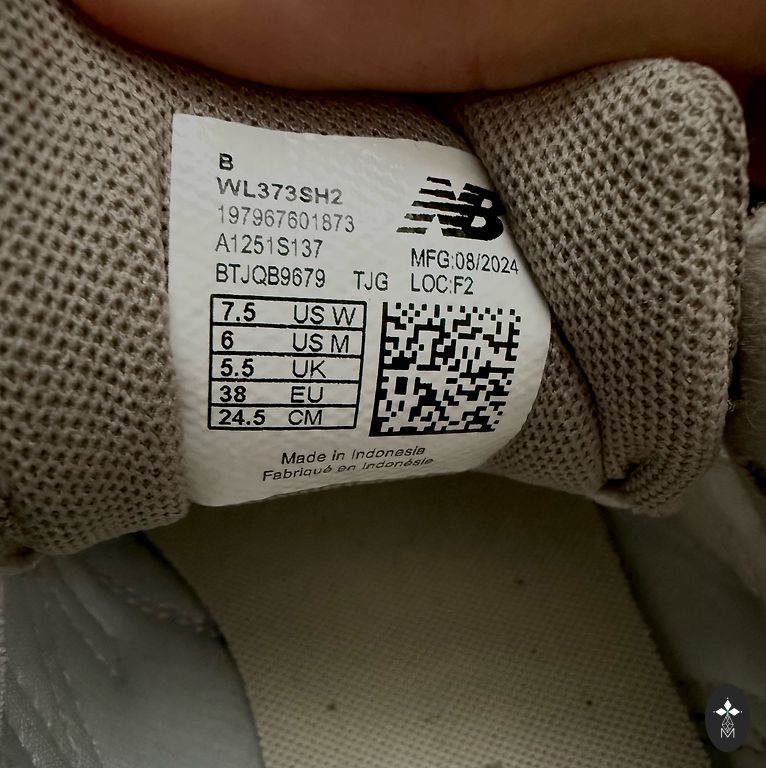 B
WL373SH2
197967601873
A1251S137
BTJQB9679 TJG
NB
MFG:08/2024
LOC:F2
7.5 US W
6 US M
5.5 UK
38 EU
24.5 CM
Made in Indonesia
Fabriqué en Indonésie
M